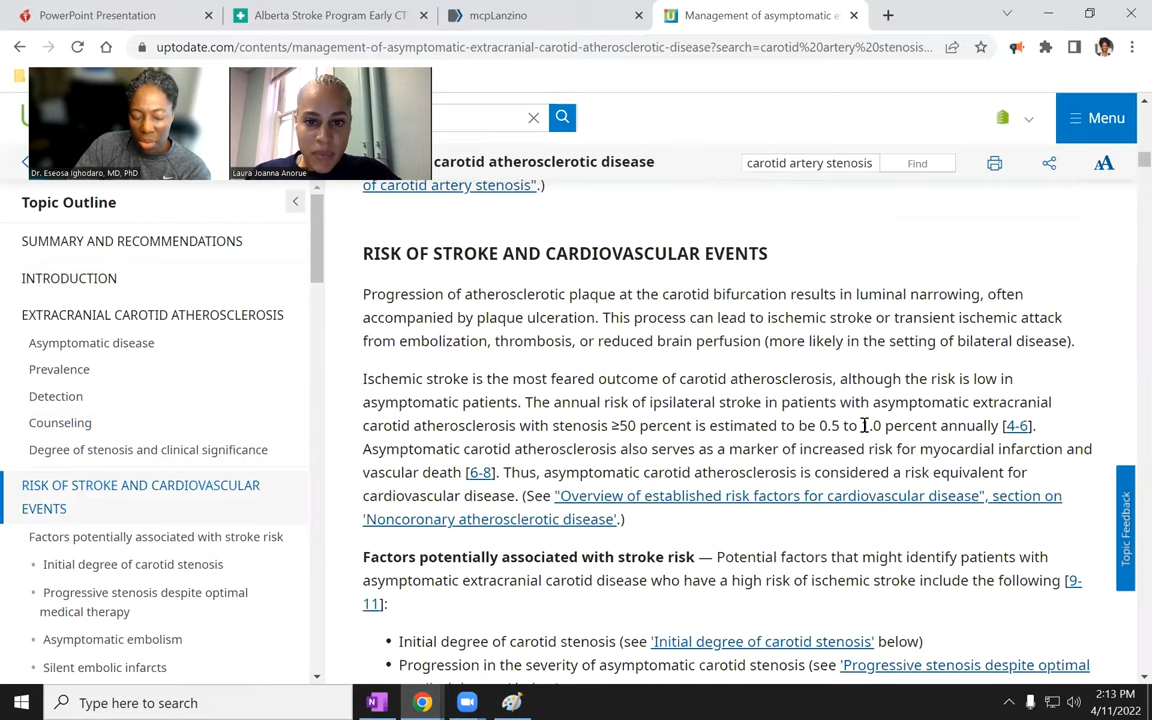 PowerPoint Presentation
Alberta Stroke Program Early CT
mcpLanzino
Management of asymptomatic e
uptodate.com/contents/management-of-asymptomatic-extracranial-carotid-atherosclerotic-disease?search=carotid%20artery%20stenosis...
Dr. Eseosa Ighodaro, MD, PhD
Laura Joanna Anorue
Menu
carotid atherosclerotic disease
carotid artery stenosis
Find
AA
Topic Outline
SUMMARY AND RECOMMENDATIONS
INTRODUCTION
EXTRACRANIAL CAROTID ATHEROSCLEROSIS
Asymptomatic disease
Prevalence
Detection
Counseling
Degree of stenosis and clinical significance
RISK OF STROKE AND CARDIOVASCULAR
EVENTS
Factors potentially associated with stroke risk
Initial degree of carotid stenosis
Progressive stenosis despite optimal
medical therapy
Asymptomatic embolism
Silent embolic infarcts
of carotid artery stenosis".)
RISK OF STROKE AND CARDIOVASCULAR EVENTS
Progression of atherosclerotic plaque at the carotid bifurcation results in luminal narrowing, often
accompanied by plaque ulceration. This process can lead to ischemic stroke or transient ischemic attack
from embolization, thrombosis, or reduced brain perfusion (more likely in the setting of bilateral disease).
Ischemic stroke is the most feared outcome of carotid atherosclerosis, although the risk is low in
asymptomatic patients. The annual risk of ipsilateral stroke in patients with asymptomatic extracranial
carotid atherosclerosis with stenosis ≥50 percent is estimated to be 0.5 to 1.0 percent annually [4-6].
Asymptomatic carotid atherosclerosis also serves as a marker of increased risk for myocardial infarction and
vascular death [6-8]. Thus, asymptomatic carotid atherosclerosis is considered a risk equivalent for
cardiovascular disease. (See "Overview of established risk factors for cardiovascular disease", section on
'Noncoronary atherosclerotic disease'.)
Factors potentially associated with stroke risk — Potential factors that might identify patients with
asymptomatic extracranial carotid disease who have a high risk of ischemic stroke include the following [9-
11]:
• Initial degree of carotid stenosis (see 'Initial degree of carotid stenosis' below)
• Progression in the severity of asymptomatic carotid stenosis (see 'Progressive stenosis despite optimal
Topic Feedback
Type here to search
2:13 PM
4/11/2022